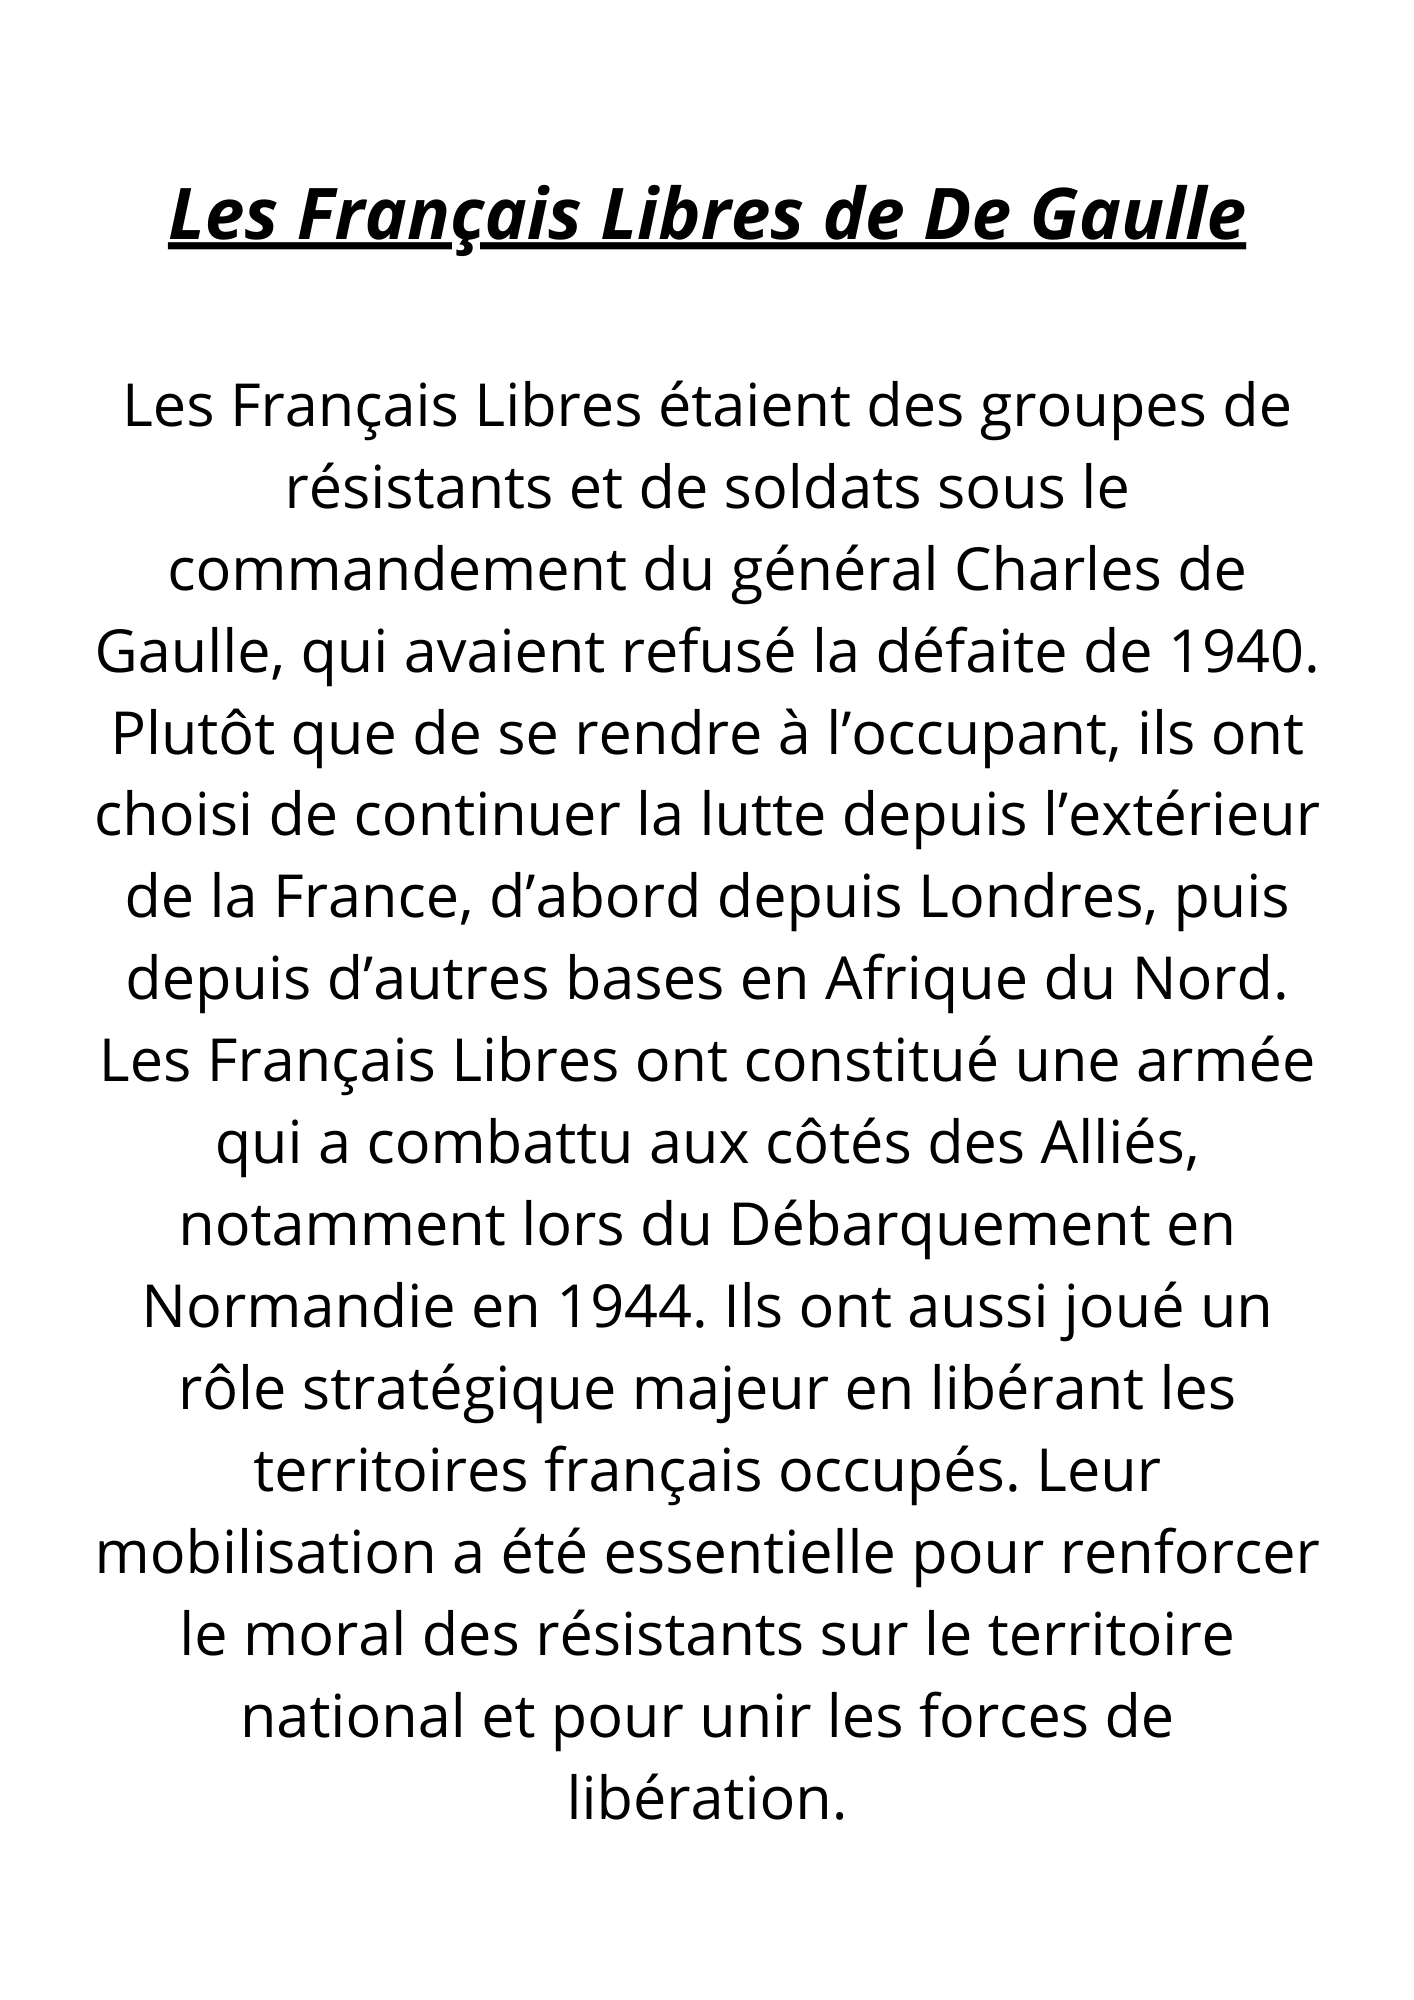 Les Français Libres de De Gaulle
Les Français Libres étaient des groupes de
résistants et de soldats sous le
commandement du général Charles de
Gaulle, qui avaient refusé la défaite de 1940.
Plutôt que de se rendre à l’occupant, ils ont
choisi de continuer la lutte depuis l’extérieur
de la France, d’abord depuis Londres, puis
depuis d’autres bases en Afrique du Nord.
Les Français Libres ont constitué une armée
qui a combattu aux côtés des Alliés,
notamment lors du Débarquement en
Normandie en 1944. Ils ont aussi joué un
rôle stratégique majeur en libérant les
territoires français occupés. Leur
mobilisation a été essentielle pour renforcer
le moral des résistants sur le territoire
national et pour unir les forces de
libération.